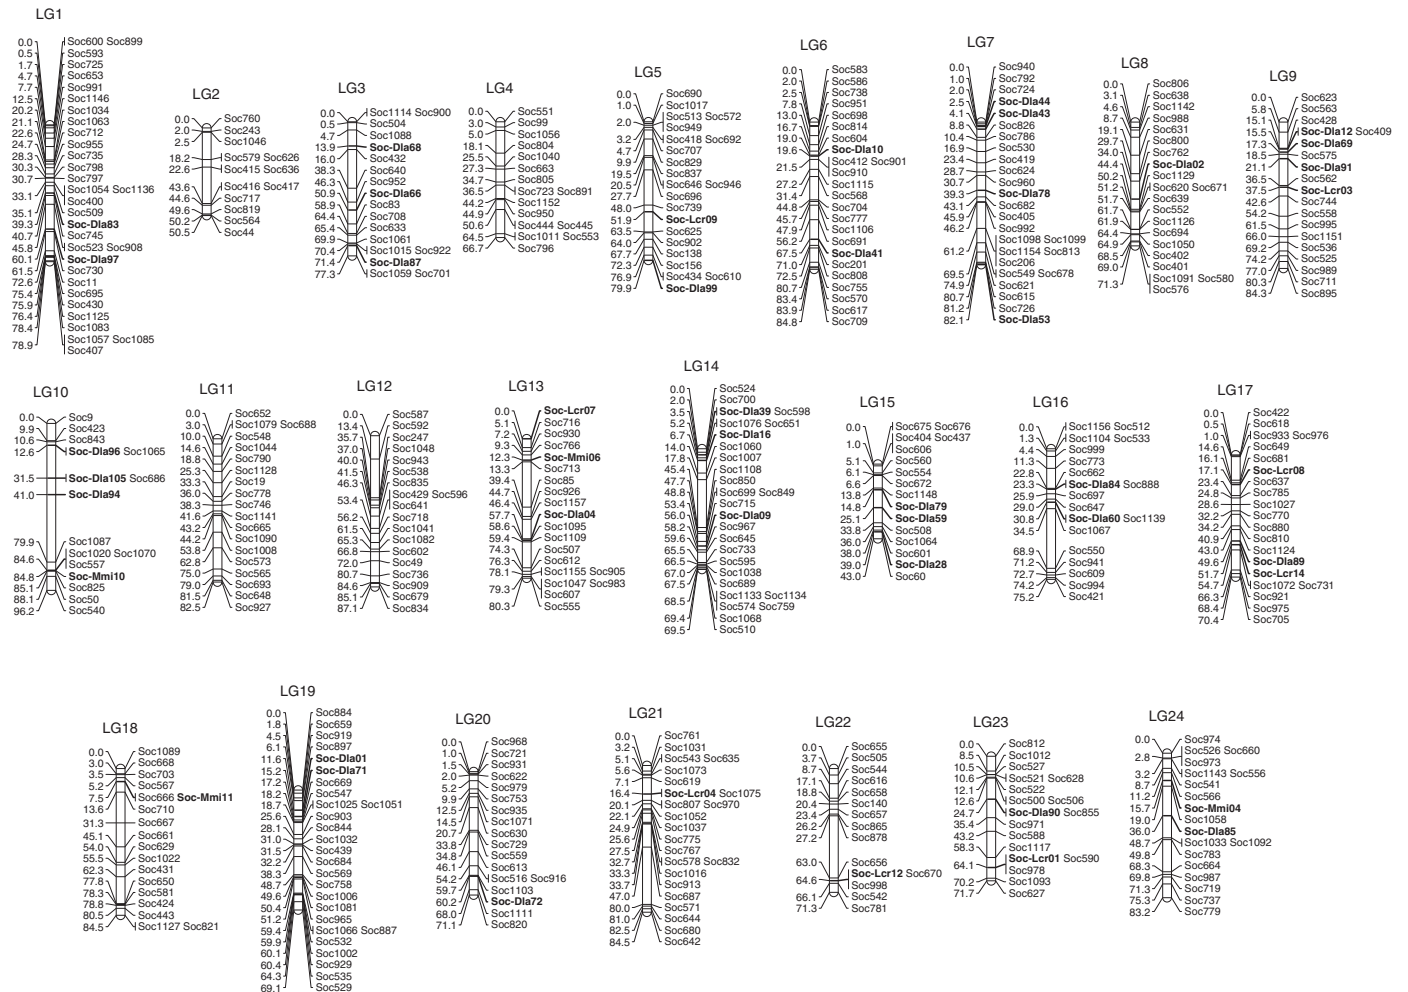 LG1
0.0 Soc600 Soc899
0.5 Soc593
1.7 Soc725
4.7 Soc653
7.7 Soc991
12.5 Soc1146
20.2 Soc1034
21.1 Soc1063
22.6 Soc712
24.7 Soc955
28.3 Soc735
30.3 Soc798
30.7 Soc797
33.1 Soc1054 Soc1136
Soc400
35.1 Soc509
39.3 Soc-Dla83
40.7 Soc745
45.8 Soc523 Soc908
60.1 Soc-Dla97
61.5 Soc730
72.6 Soc11
75.4 Soc695
75.9 Soc430
76.4 Soc1125
78.4 Soc1083
78.9 Soc1057 Soc1085
Soc407
LG2
0.0 Soc760
2.0 Soc243
2.5 Soc1046
18.2 Soc579 Soc626
22.6 Soc415 Soc636
43.6 Soc416 Soc417
44.6 Soc717
49.6 Soc819
50.2 Soc564
50.5 Soc44
LG3
0.0 Soc1114 Soc900
0.5 Soc504
4.7 Soc1088
13.9 Soc-Dla68
16.0 Soc432
38.3 Soc640
46.3 Soc952
50.9 Soc-Dla66
58.9 Soc83
64.4 Soc708
65.4 Soc633
69.9 Soc1061
70.4 Soc1015 Soc922
71.4 Soc-Dla87
77.3 Soc1059 Soc701
LG4
0.0 Soc551
3.0 Soc99
5.0 Soc1056
18.1 Soc804
25.5 Soc1040
27.3 Soc663
34.7 Soc805
36.5 Soc723 Soc891
44.2 Soc1152
44.9 Soc950
50.6 Soc444 Soc445
64.5 Soc1011 Soc553
66.7 Soc796
LG5
0.0 Soc690
1.0 Soc1017
2.0 Soc513 Soc572
Soc949
3.2 Soc418 Soc692
4.7 Soc707
9.9 Soc829
19.5 Soc837
20.5 Soc646 Soc946
27.7 Soc696
48.0 Soc739
51.9 Soc-Lcr09
63.5 Soc625
64.0 Soc902
67.7 Soc138
72.3 Soc156
76.9 Soc434 Soc610
79.9 Soc-Dla99
LG6
0.0 Soc583
2.0 Soc586
2.5 Soc738
7.8 Soc951
13.0 Soc698
16.7 Soc814
19.0 Soc604
19.6 Soc-Dla10
21.5 Soc412 Soc901
Soc910
27.2 Soc1115
31.4 Soc568
44.8 Soc704
45.7 Soc777
47.9 Soc1106
56.2 Soc691
67.5 Soc-Dla41
71.0 Soc201
72.5 Soc808
80.7 Soc755
83.4 Soc570
83.9 Soc617
84.8 Soc709
LG7
0.0 Soc940
1.0 Soc792
2.0 Soc724
2.5 Soc-Dla44
4.1 Soc-Dla43
8.8 Soc826
10.4 Soc786
16.9 Soc530
23.4 Soc419
28.7 Soc624
30.7 Soc960
39.3 Soc-Dla78
43.1 Soc682
45.9 Soc405
46.2 Soc992
61.2 Soc1098 Soc1099
Soc1154 Soc813
Soc206
69.5 Soc549 Soc678
74.9 Soc621
80.7 Soc615
81.2 Soc726
82.1 Soc-Dla53
LG8
0.0 Soc806
3.1 Soc638
4.6 Soc1142
8.7 Soc988
19.1 Soc631
29.7 Soc800
34.0 Soc762
44.4 Soc-Dla02
50.2 Soc1129
51.2 Soc620 Soc671
51.7 Soc639
61.7 Soc552
61.9 Soc1126
64.4 Soc694
64.9 Soc1050
68.5 Soc402
69.0 Soc401
71.3 Soc1091 Soc580
Soc576
LG9
0.0 Soc623
5.8 Soc563
15.1 Soc428
15.5 Soc-Dla12 Soc409
17.3 Soc-Dla69
18.5 Soc575
21.1 Soc-Dla91
36.5 Soc562
37.5 Soc-Lcr03
42.6 Soc744
54.2 Soc558
61.5 Soc995
66.0 Soc1151
69.2 Soc536
74.2 Soc525
77.0 Soc989
80.3 Soc711
84.3 Soc895
LG10
0.0 Soc9
9.9 Soc423
10.6 Soc843
12.6 Soc-Dla96 Soc1065
31.5 Soc-Dla105 Soc686
41.0 Soc-Dla94
79.9 Soc1087
84.6 Soc1020 Soc1070
Soc557
84.8 Soc-Mmi10
85.1 Soc825
88.1 Soc50
96.2 Soc540
LG11
0.0 Soc652
3.0 Soc1079 Soc688
10.0 Soc548
14.6 Soc1044
18.8 Soc790
25.3 Soc1128
33.3 Soc19
36.0 Soc778
38.3 Soc746
41.6 Soc1141
43.2 Soc665
44.2 Soc1090
53.8 Soc1008
62.8 Soc573
75.0 Soc565
79.0 Soc693
81.5 Soc648
82.5 Soc927
LG12
0.0 Soc587
13.4 Soc592
35.7 Soc247
37.0 Soc1048
40.0 Soc943
41.5 Soc538
46.3 Soc835
53.4 Soc429 Soc596
Soc641
56.2 Soc718
61.5 Soc1041
65.3 Soc1082
66.8 Soc602
72.0 Soc49
80.7 Soc736
84.6 Soc909
85.1 Soc679
87.1 Soc834
LG13
0.0 Soc-Lcr07
5.1 Soc716
7.2 Soc930
9.3 Soc766
12.3 Soc-Mmi06
13.3 Soc713
39.4 Soc85
44.7 Soc926
46.4 Soc1157
57.7 Soc-Dla04
58.6 Soc1095
59.4 Soc1109
74.3 Soc507
76.3 Soc612
78.1 Soc1155 Soc905
79.3 Soc1047 Soc983
Soc607
80.3 Soc555
LG14
0.0 Soc524
2.0 Soc700
3.5 Soc-Dla39 Soc598
5.2 Soc1076 Soc651
6.7 Soc-Dla16
14.0 Soc1060
17.8 Soc1007
45.4 Soc1108
47.7 Soc850
48.8 Soc699 Soc849
53.4 Soc715
56.0 Soc-Dla09
58.2 Soc967
59.6 Soc645
65.5 Soc733
66.5 Soc595
67.0 Soc1038
67.5 Soc689
68.5 Soc1133 Soc1134
Soc574 Soc759
69.4 Soc1068
69.5 Soc510
LG15
0.0 Soc675 Soc676
1.0 Soc404 Soc437
Soc606
5.1 Soc560
6.1 Soc554
6.6 Soc672
13.8 Soc1148
14.8 Soc-Dla79
25.1 Soc-Dla59
33.8 Soc508
36.0 Soc1064
38.0 Soc601
39.0 Soc-Dla28
43.0 Soc60
LG16
0.0 Soc1156 Soc512
1.3 Soc1104 Soc533
4.4 Soc999
11.3 Soc773
22.8 Soc662
23.3 Soc-Dla84 Soc888
25.9 Soc697
29.0 Soc647
30.8 Soc-Dla60 Soc1139
34.5 Soc1067
68.9 Soc550
71.2 Soc941
72.7 Soc609
74.2 Soc994
75.2 Soc421
LG17
0.0 Soc422
0.5 Soc618
1.0 Soc933 Soc976
14.6 Soc649
16.1 Soc681
17.1 Soc-Lcr08
23.4 Soc637
24.8 Soc785
28.6 Soc1027
32.2 Soc770
34.2 Soc880
40.9 Soc810
43.0 Soc1124
49.6 Soc-Dla89
51.7 Soc-Lcr14
54.7 Soc1072 Soc731
66.3 Soc921
68.4 Soc975
70.4 Soc705
LG18
0.0 Soc1089
3.0 Soc668
3.5 Soc703
5.2 Soc567
7.5 Soc666 Soc-Mmi11
13.6 Soc710
31.3 Soc667
45.1 Soc661
54.0 Soc629
55.5 Soc1022
62.3 Soc431
77.8 Soc650
78.3 Soc581
78.8 Soc424
80.5 Soc443
84.5 Soc1127 Soc821
LG19
0.0 Soc884
1.8 Soc659
4.5 Soc919
6.1 Soc897
11.6 Soc-Dla01
15.2 Soc-Dla71
17.2 Soc669
18.2 Soc547
18.7 Soc1025 Soc1051
25.6 Soc903
28.1 Soc844
31.0 Soc1032
31.5 Soc439
32.2 Soc684
38.3 Soc569
48.7 Soc758
49.6 Soc1006
50.4 Soc1081
51.2 Soc965
59.4 Soc1066 Soc887
59.9 Soc532
60.1 Soc1002
60.4 Soc929
64.3 Soc535
69.1 Soc529
LG20
0.0 Soc968
1.0 Soc721
1.5 Soc931
2.0 Soc622
5.2 Soc979
9.9 Soc753
12.5 Soc935
14.5 Soc1071
20.7 Soc630
33.8 Soc729
34.8 Soc559
46.1 Soc613
54.2 Soc516 Soc916
59.7 Soc1103
60.2 Soc-Dla72
68.0 Soc1111
71.1 Soc820
LG21
0.0 Soc761
3.2 Soc1031
5.1 Soc543 Soc635
5.6 Soc1073
7.1 Soc619
16.4 Soc-Lcr04 Soc1075
20.1 Soc807 Soc970
22.1 Soc1052
24.9 Soc1037
25.6 Soc775
27.5 Soc767
32.7 Soc578 Soc832
33.3 Soc1016
33.7 Soc913
47.0 Soc687
80.0 Soc571
81.0 Soc644
82.5 Soc680
84.5 Soc642
LG22
0.0 Soc655
3.7 Soc505
8.7 Soc544
17.1 Soc616
18.8 Soc658
20.4 Soc140
23.4 Soc657
26.2 Soc865
27.2 Soc878
63.0 Soc656
64.6 Soc-Lcr12 Soc670
Soc998
66.1 Soc542
71.3 Soc781
LG23
0.0 Soc812
8.5 Soc1012
10.5 Soc527
10.6 Soc521 Soc628
12.1 Soc522
12.6 Soc500 Soc506
24.7 Soc-Dla90 Soc855
35.4 Soc971
43.2 Soc588
58.3 Soc1117
64.1 Soc-Lcr01 Soc590
Soc978
70.2 Soc1093
71.7 Soc627
LG24
0.0 Soc974
2.8 Soc526 Soc660
Soc973
3.2 Soc1143 Soc556
8.7 Soc541
11.2 Soc566
15.7 Soc-Mmi04
19.0 Soc1058
36.0 Soc-Dla85
48.7 Soc1033 Soc1092
49.8 Soc783
68.3 Soc664
69.8 Soc987
71.3 Soc719
75.3 Soc737
83.2 Soc779